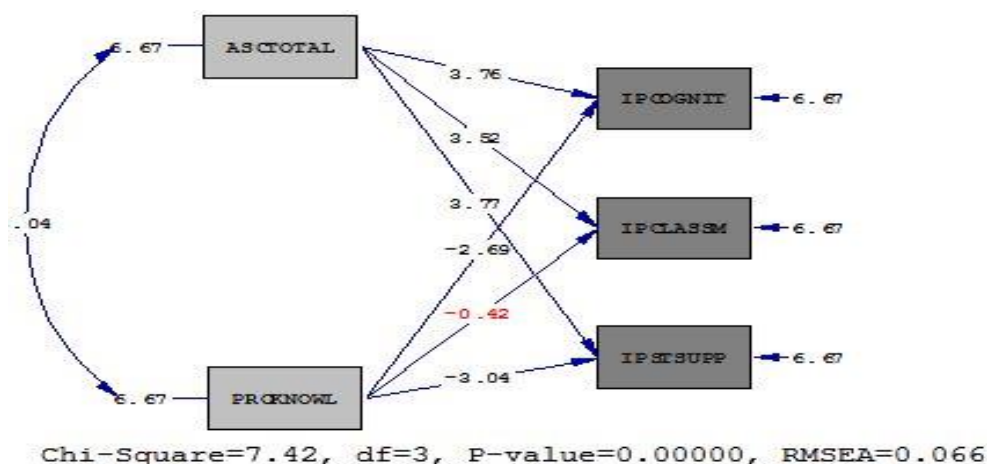 6.67 ASCTOTAL
3.76
IPCOGNIT 6.67
3.52
3.77
.04
IPCLASSM 6.67
-2.69
-0.42
IPSTSUPP 6.67
-3.04
6.67 PROKNOWL
Chi-Square=7.42, df=3, P-value=0.00000, RMSEA=0.066